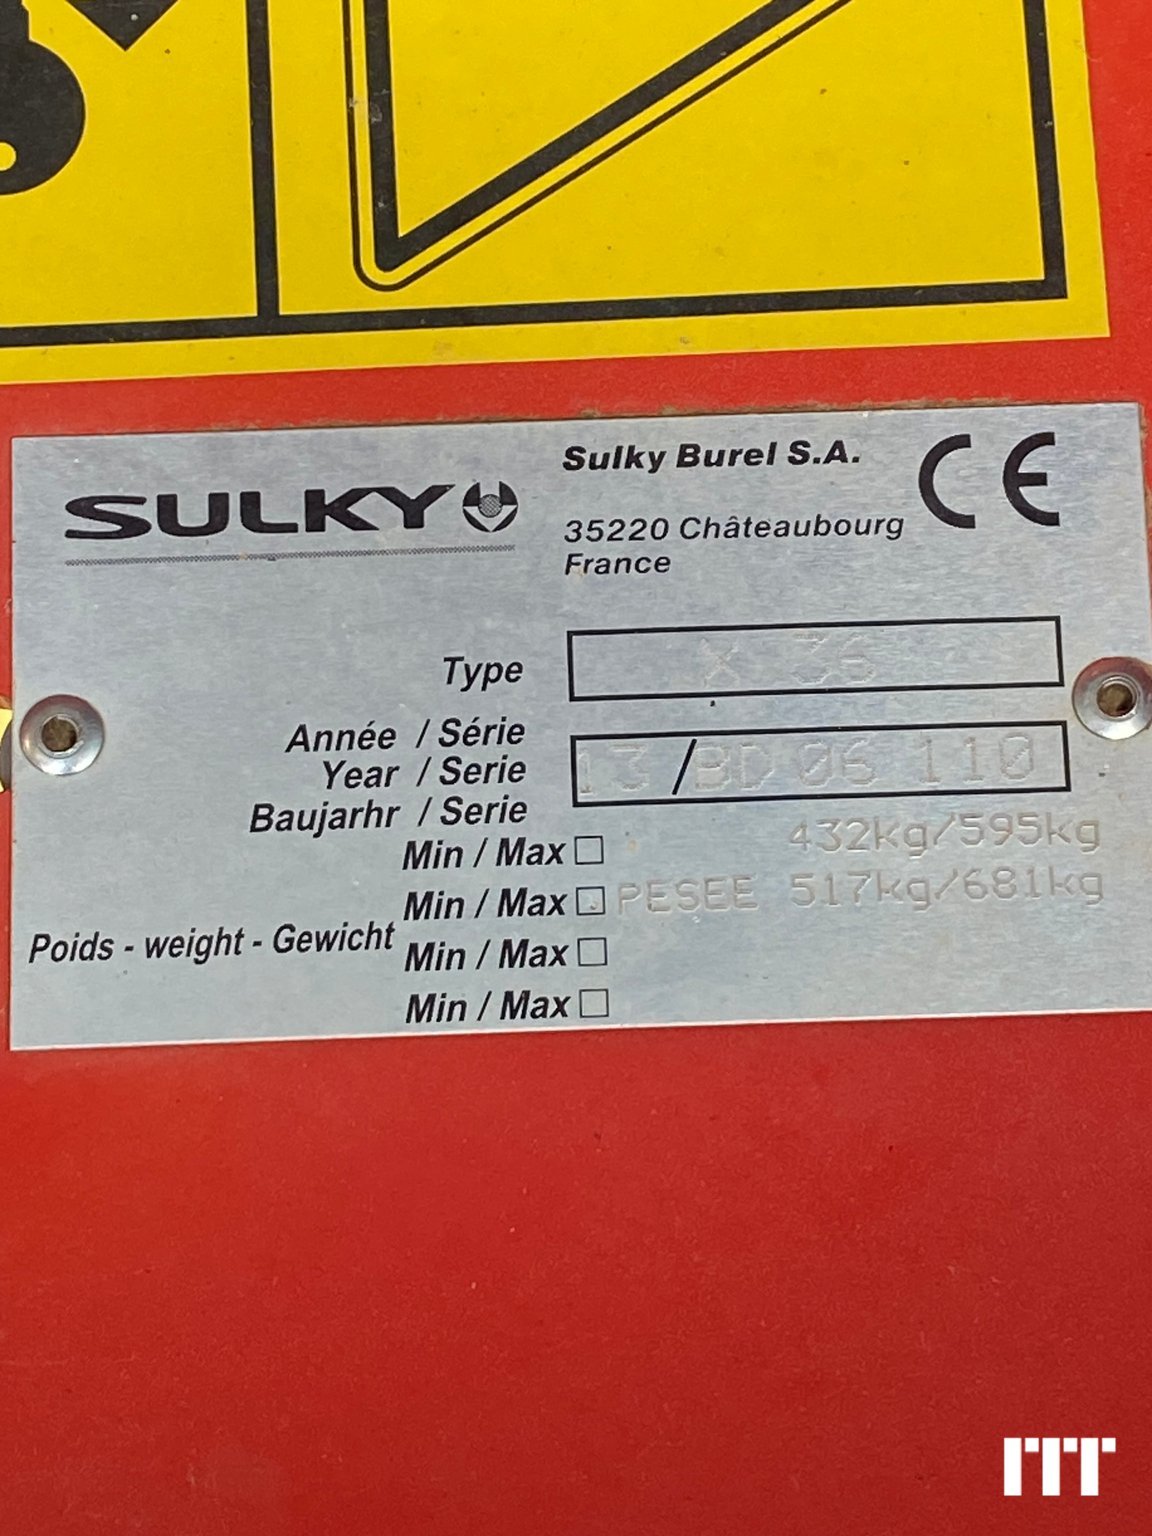 SULKY
Sulky Burel S.A.
35220 Châteaubourg
France
CE
Type X 36
Année / Série
Year / Serie 13 / BD 06 110
Baujarhr / Serie
Min / Max 432kg/595kg
Min / Max PESEE 517kg/681kg
Poids - weight - Gewicht Min / Max
Min / Max